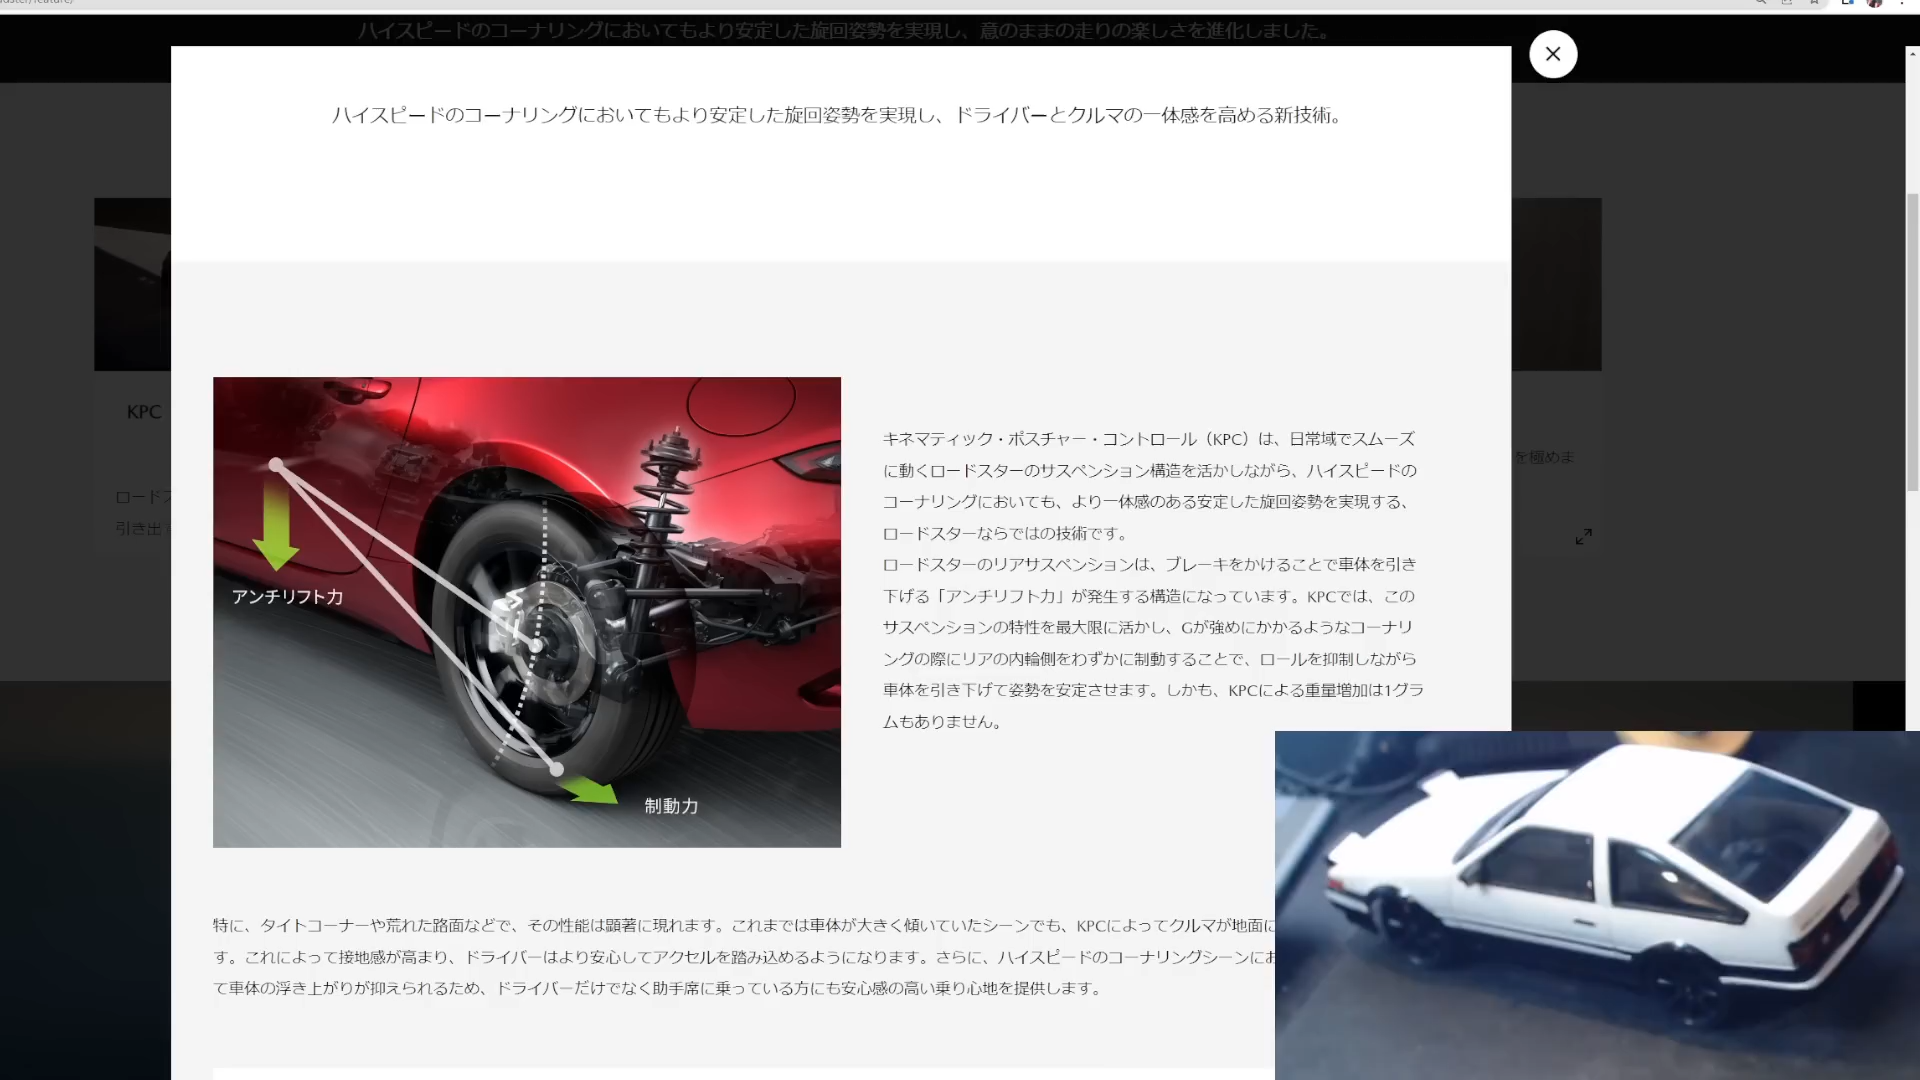 ハイスピードのコーナリングにおいてもより安定した旋回姿勢を実現し、意のままの走りの楽しさを進化しました。
ハイスピードのコーナリングにおいてもより安定した旋回姿勢を実現し、ドライバーとクルマの一体感を高める新技術。
KPC
ロードス
引き出
を極めま
アンチリフト力
制動力
キネマティック・ポスチャー・コントロール（KPC）は、日常域でスムーズ
に動くロードスターのサスペンション構造を活かしながら、ハイスピードの
コーナリングにおいても、より一体感のある安定した旋回姿勢を実現する、
ロードスターならではの技術です。
ロードスターのリアサスペンションは、ブレーキをかけることで車体を引き
下げる「アンチリフト力」が発生する構造になっています。KPCでは、この
サスペンションの特性を最大限に活かし、Gが強めにかかるようなコーナリ
ングの際にリアの内輪側をわずかに制動することで、ロールを抑制しながら
車体を引き下げて姿勢を安定させます。しかも、KPCによる重量増加は1グラ
ムもありません。
特に、タイトコーナーや荒れた路面などで、その性能は顕著に現れます。これまでは車体が大きく傾いていたシーンでも、KPCによってクルマが地面に
す。これによって接地感が高まり、ドライバーはより安心してアクセルを踏み込めるようになります。さらに、ハイスピードのコーナリングシーンにお
て車体の浮き上がりが抑えられるため、ドライバーだけでなく助手席に乗っている方にも安心感の高い乗り心地を提供します。